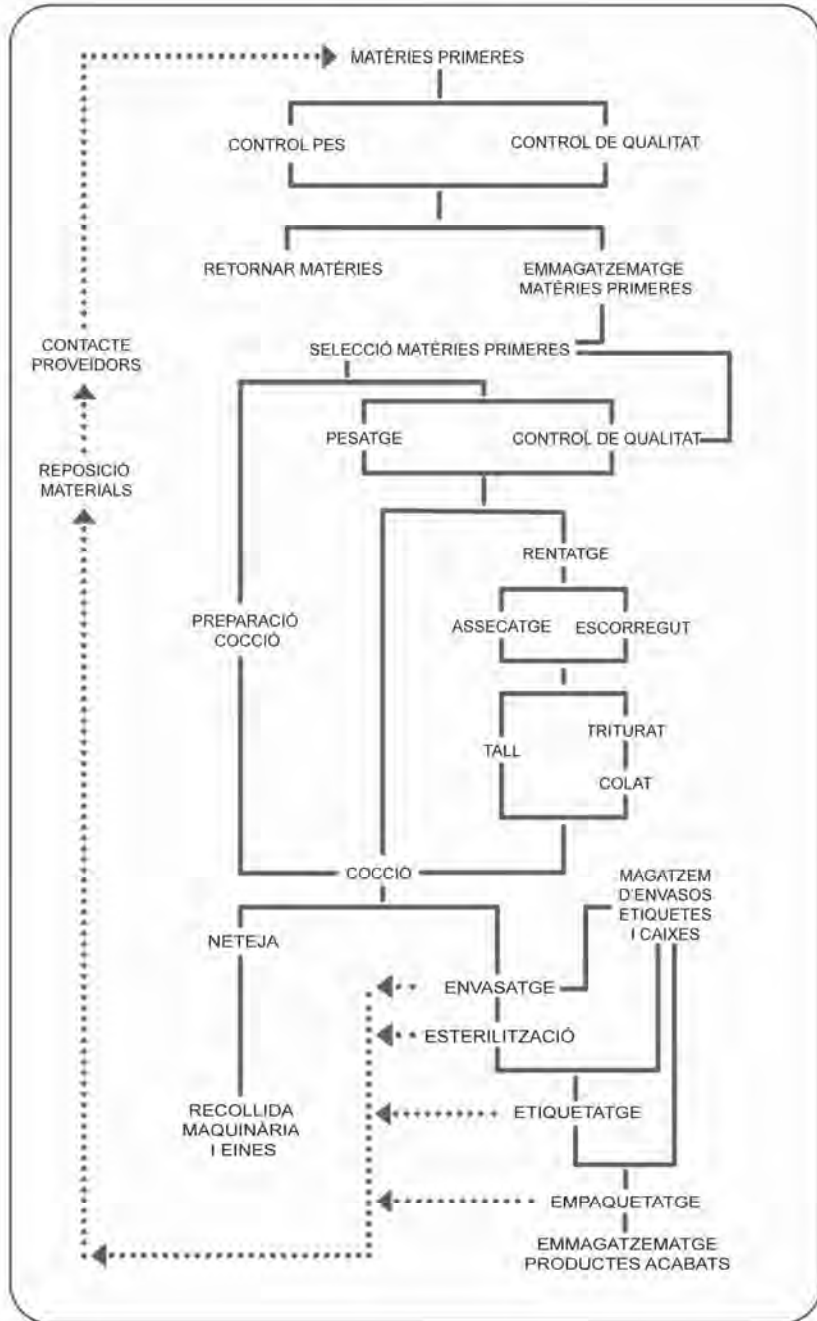 MATÈRIES PRIMERES
CONTROL PES
CONTROL DE QUALITAT
RETORNAR MATÈRIES
EMMAGATZEMATGE
MATÈRIES PRIMERES
CONTACTE
PROVEÏDORS
SELECCIÓ MATÈRIES PRIMERES
PESATGE
CONTROL DE QUALITAT
REPOSICIÓ
MATERIALS
RENTATGE
PREPARACIÓ
COCCIÓ
ASSECATGE
ESCORREGUT
TALL
TRITURAT
COLAT
COCCIÓ
MAGATZEM
D'ENVASOS
ETIQUETES
I CAIXES
NETEJA
ENVASATGE
ESTERILITZACIÓ
RECOLLIDA
MAQUINÀRIA
I EINES
ETIQUETATGE
EMPAQUETATGE
EMMAGATZEMATGE
PRODUCTES ACABATS